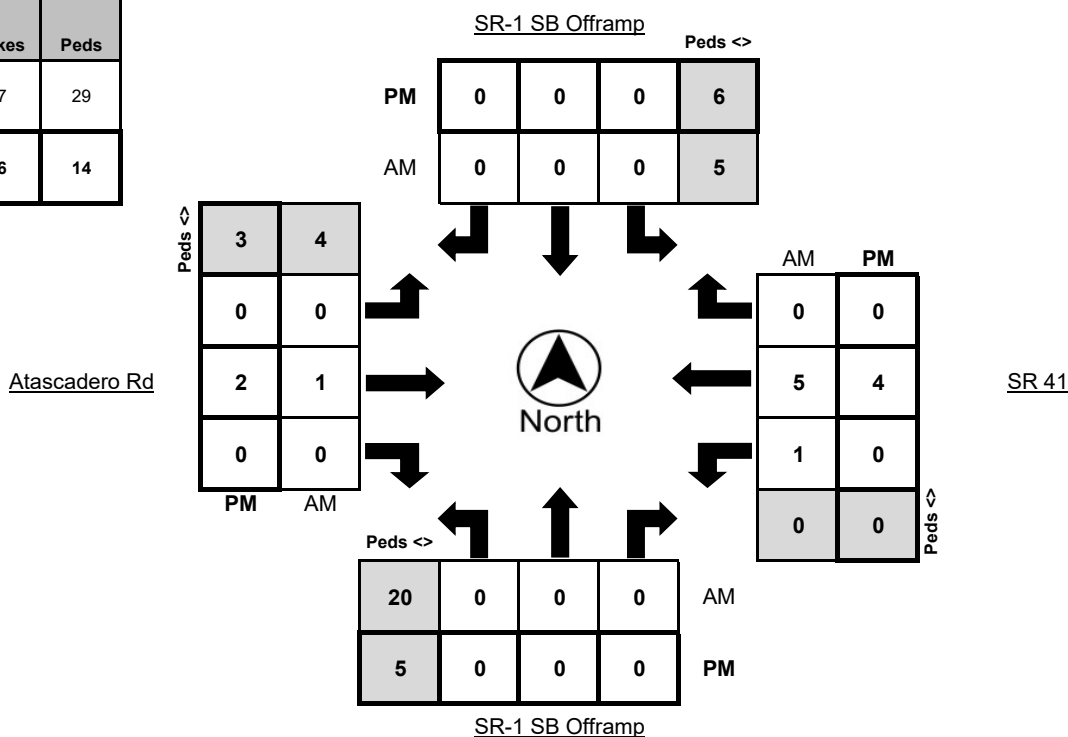 SR-1 SB Offramp
Peds
Peds <>
29
PM 0 0 0 6
14
AM 0 0 0 5
Peds <>
3 4
AM PM
0 0
0 0
Atascadero Rd
2 1
North
5 4
SR 41
0 0
1 0
PM AM
0 0
Peds <>
Peds <>
20 0 0 0 AM
5 0 0 0 PM
SR-1 SB Offramp